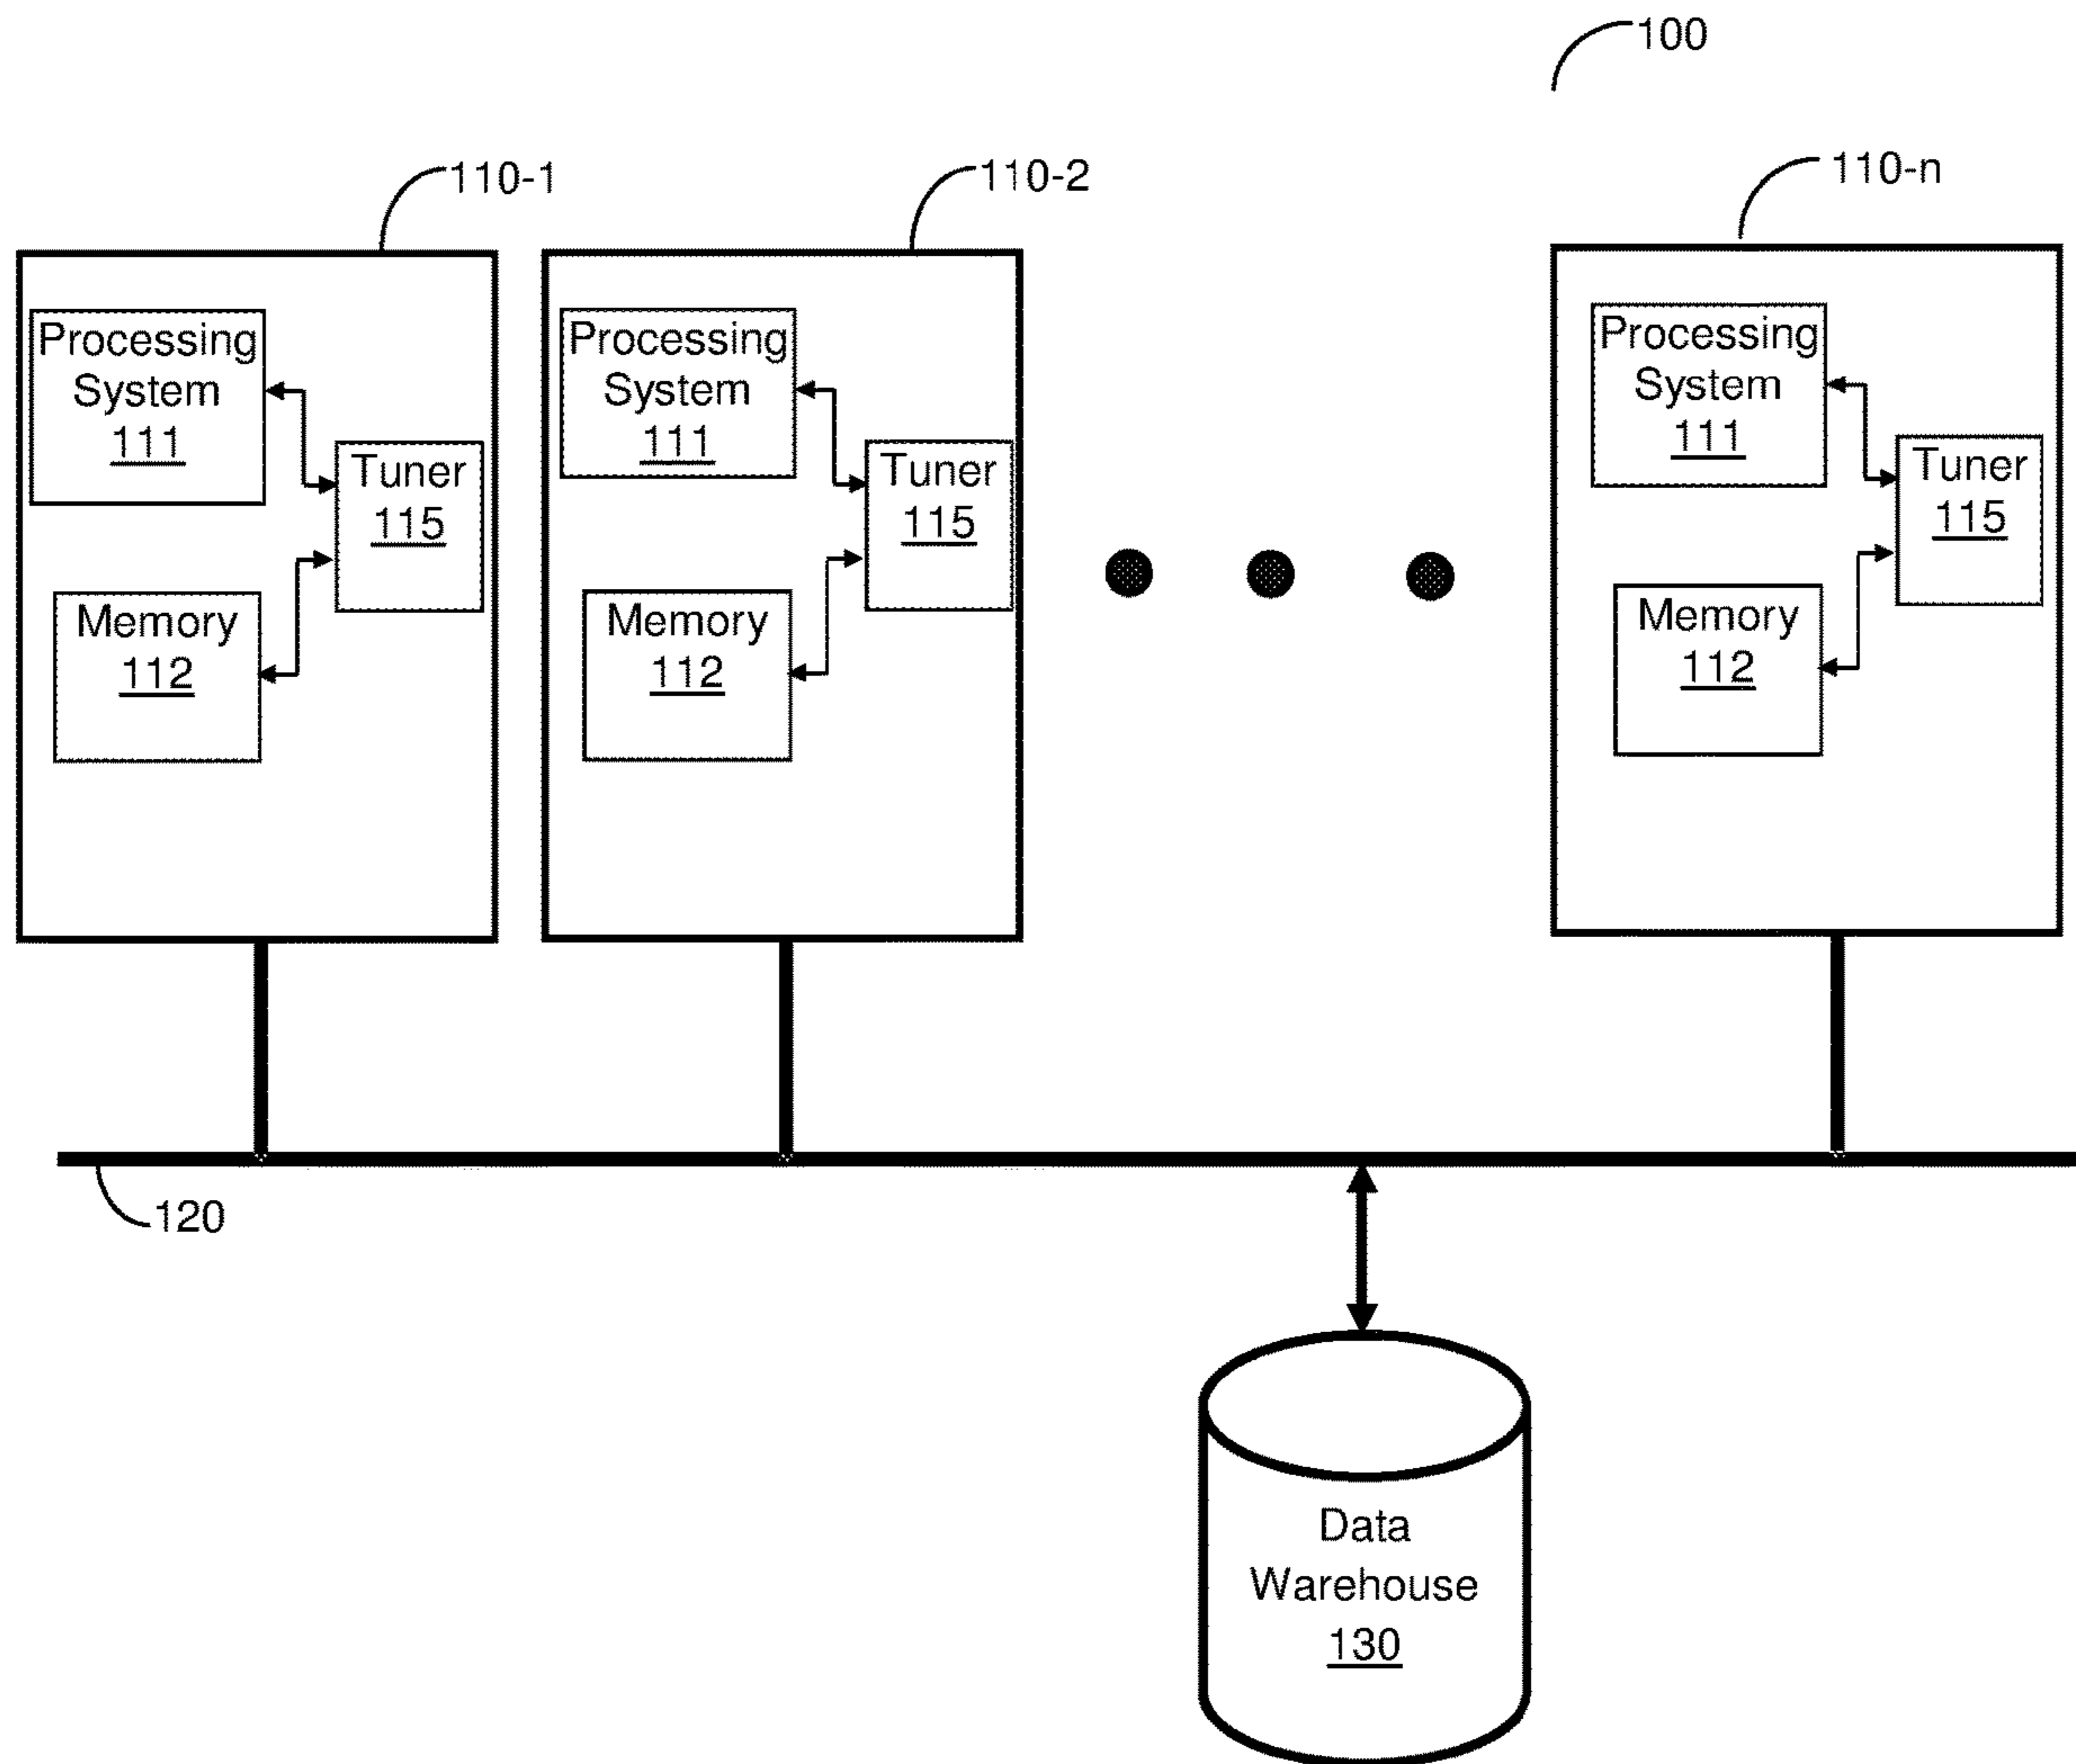 100
110-1
110-2
110-n
Processing
System
111
Tuner
115
Memory
112
Processing
System
111
Tuner
115
Memory
112
Processing
System
111
Tuner
115
Memory
112
120
Data
Warehouse
130